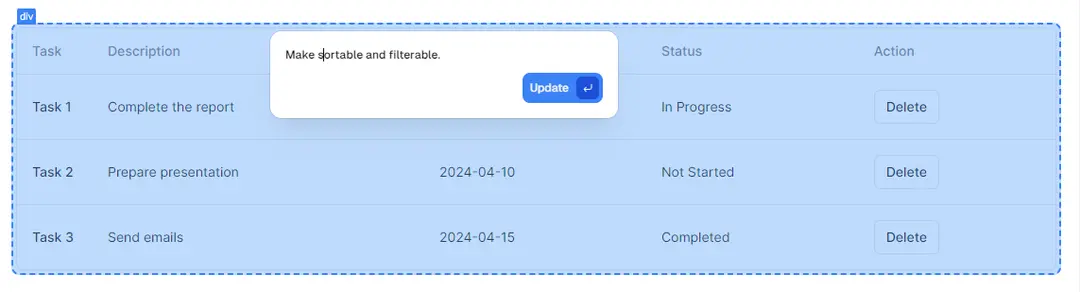 div
Task Description Status Action
Make sortable and filterable.
Update
Task 1 Complete the report In Progress Delete
Task 2 Prepare presentation 2024-04-10 Not Started Delete
Task 3 Send emails 2024-04-15 Completed Delete